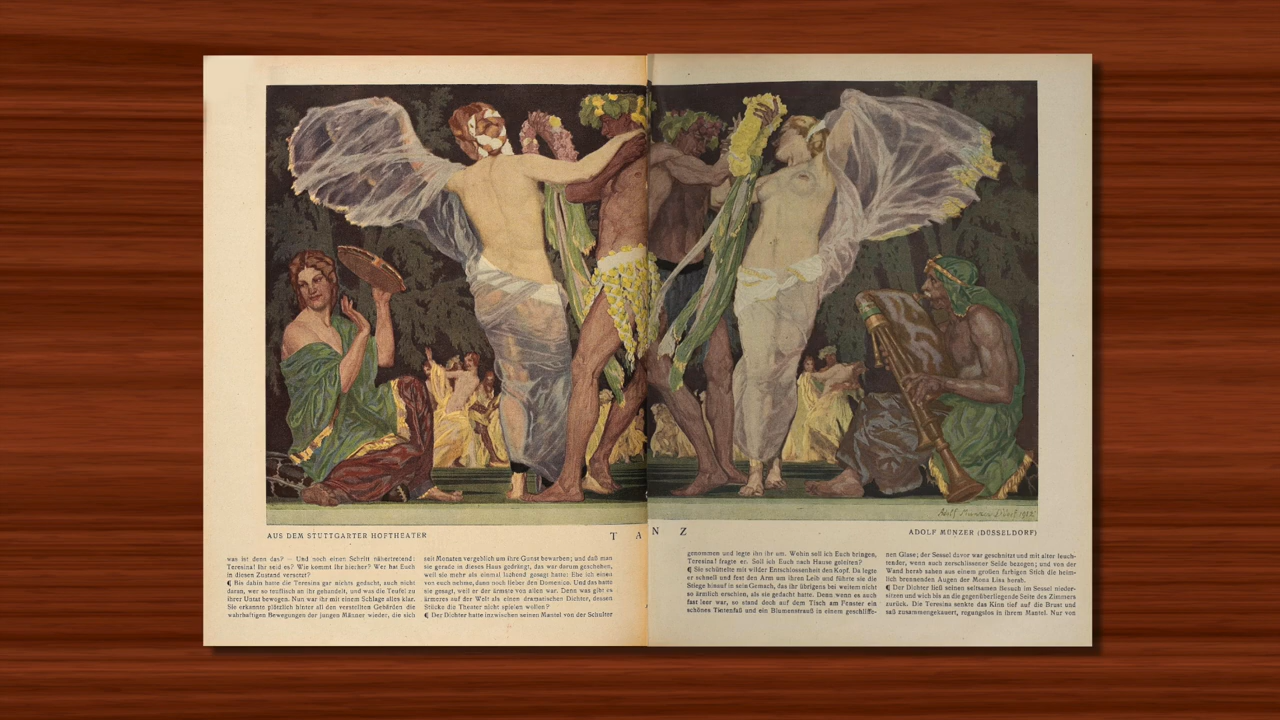 Adolf Münzer
AUS DEM STUTTGARTER HOFTHEATER
T A N Z
ADOLF MÜNZER (DÜSSELDORF)
was ist denn das? — Und noch einen Schritt nähertretend:
Teresina! Ihr seid es? Wie kommt Ihr hierher? Wer hat Euch
in diesen Zustand versetzt?
¶ Bis dahin hatte die Teresina gar nichts gedacht, auch nicht
daran, wer so teuflisch an ihr gehandelt, und was die Teufel zu
ihrer Untat bewegen. Nun war ihr mit einem Schlage alles klar.
Sie erkannte plötzlich hinter all den verstellten Gebärden die
wahrhaftigen Bewegungen der jungen Männer wieder, die sich
seit Monaten vergeblich um ihre Gunst bewarben; und daß man
sie gerade in dieses Haus gedrängt, das war darum geschehen,
weil sie mehr als einmal lachend gesagt hatte: Ehe ich einen
von euch nehme, dann noch lieber den Domenico. Und das hatte
sie gesagt, weil er der ärmste von allen war. Denn was gibt es
ärmeres auf der Welt als einen dramatischen Dichter, dessen
Stücke die Theater nicht spielen wollen?
¶ Der Dichter hatte inzwischen seinen Mantel von der Schulter
genommen und legte ihn ihr um. Wohin soll ich Euch bringen,
Teresina? fragte er. Soll ich Euch nach Hause geleiten?
¶ Sie schüttelte mit wilder Entschlossenheit den Kopf. Da legte
er schnell und fest den Arm um ihren Leib und führte sie die
Stiege hinauf in sein Gemach, das ihr übrigens bei weitem nicht
so ärmlich erschien, als sie gedacht hatte. Denn wenn es auch
fast leer war, so stand doch auf dem Tisch am Fenster ein
schönes Tintenfaß und ein Blumenstrauß in einem geschliffe-
nen Glase; der Sessel davor war geschnitzt und mit alter leuch-
tender, wenn auch zerschlissener Seide bezogen; und von der
Wand herab sahen aus einem großen farbigen Stich die heim-
lich brennenden Augen der Mona Lisa herab.
¶ Der Dichter ließ seinen seltsamen Besuch im Sessel nieder-
sitzen und wich bis an die gegenüberliegende Seite des Zimmers
zurück. Die Teresina senkte das Kinn tief auf die Brust und
saß zusammengekauert, regungslos in ihrem Mantel. Nur von